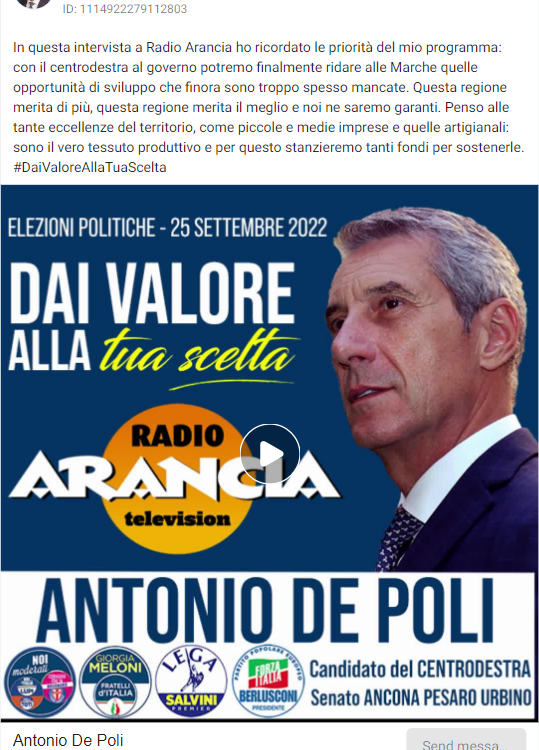 ID: 1114922279112803
In questa intervista a Radio Arancia ho ricordato le priorità del mio programma:
con il centrodestra al governo potremo finalmente ridare alle Marche quelle
opportunità di sviluppo che finora sono troppo spesso mancate. Questa regione
merita di più, questa regione merita il meglio e noi ne saremo garanti. Penso alle
tante eccellenze del territorio, come piccole e medie imprese e quelle artigianali:
sono il vero tessuto produttivo e per questo stanzieremo tanti fondi per sostenerle.
#DaiValoreAllaTuaScelta
ELEZIONI POLITICHE - 25 SETTEMBRE 2022
DAI VALORE
ALLA tua scelta
RADIO
ARANCIA
television
ANTONIO DE POLI
NOI
moderati
LUPI
GIORGIA
MELONI
FRATELLI
d'ITALIA
LEGA
SALVINI
PREMIER
PARTITO POPOLARE EUROPEO
FORZA
ITALIA
BERLUSCONI
PRESIDENTE
Candidato del CENTRODESTRA
Senato ANCONA PESARO URBINO
Antonio De Poli
Send messa...